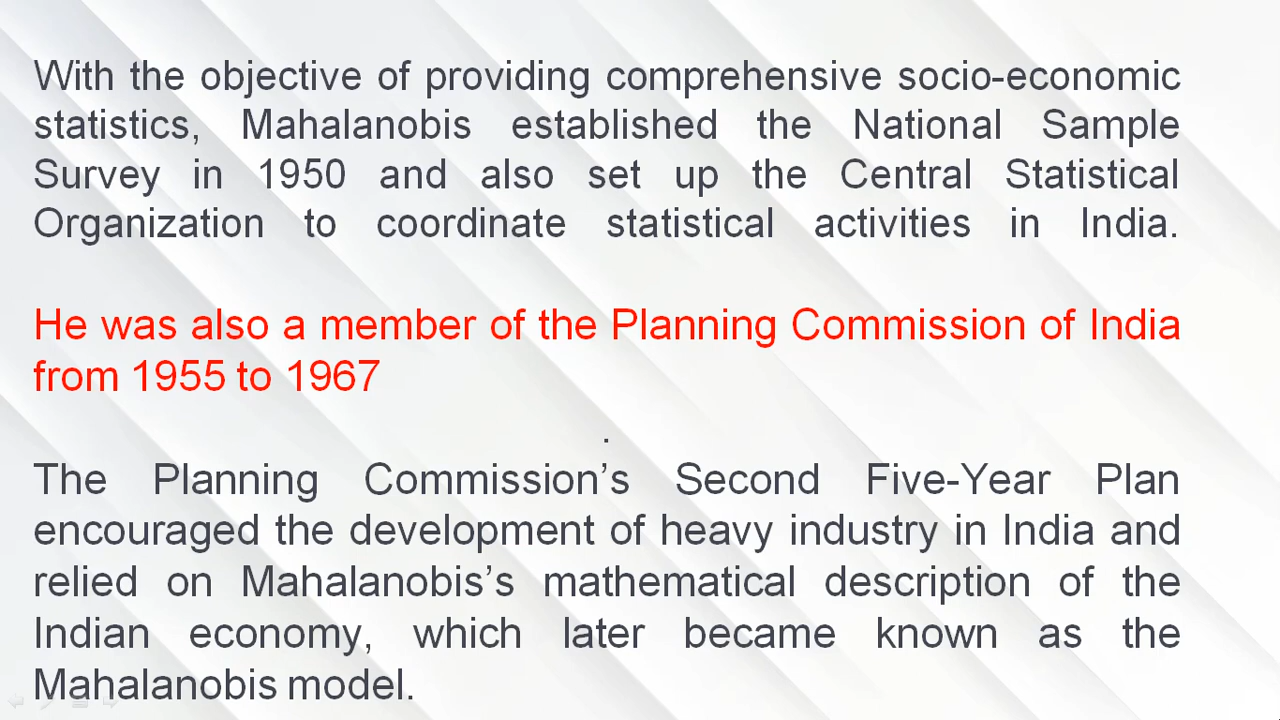 With the objective of providing comprehensive socio-economic
statistics, Mahalanobis established the National Sample
Survey in 1950 and also set up the Central Statistical
Organization to coordinate statistical activities in India.
He was also a member of the Planning Commission of India
from 1955 to 1967
.
The Planning Commission’s Second Five-Year Plan
encouraged the development of heavy industry in India and
relied on Mahalanobis’s mathematical description of the
Indian economy, which later became known as the
Mahalanobis model.